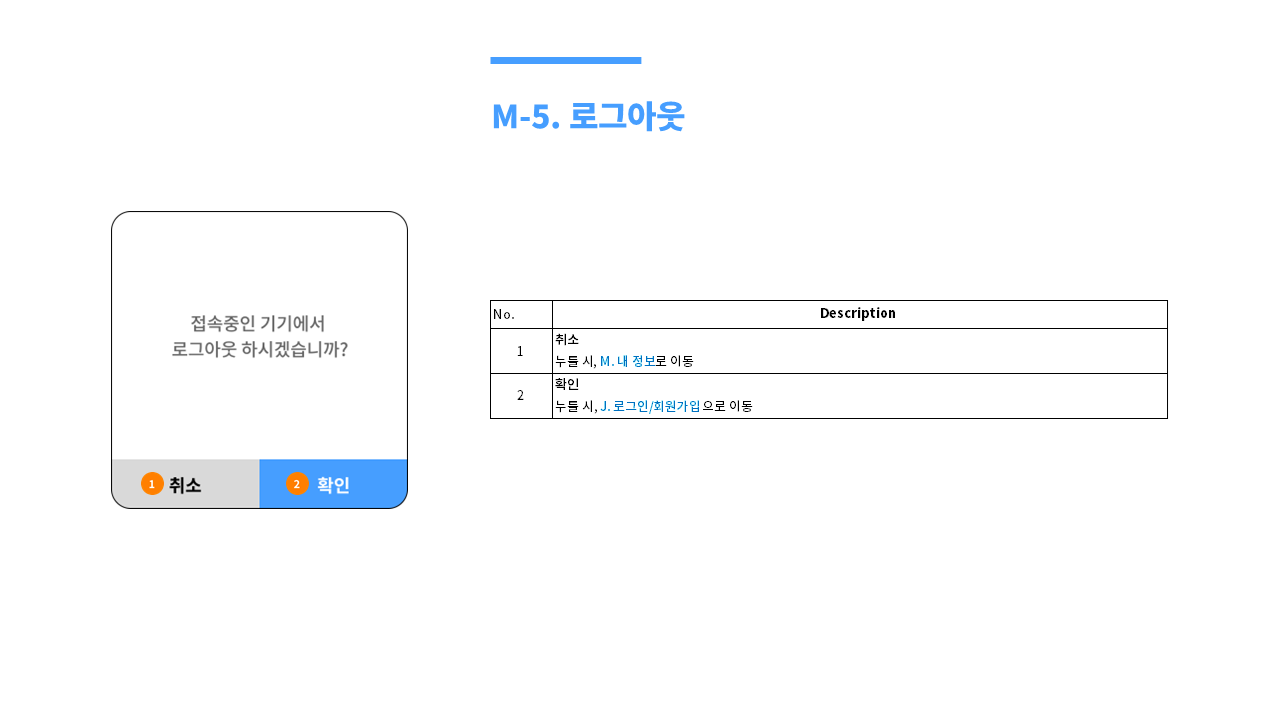 M-5. 로그아웃
접속중인 기기에서
로그아웃 하시겠습니까?
1 취소
2 확인
No. Description
1 취소
누를 시, M. 내 정보로 이동
2 확인
누를 시, J. 로그인/회원가입으로 이동